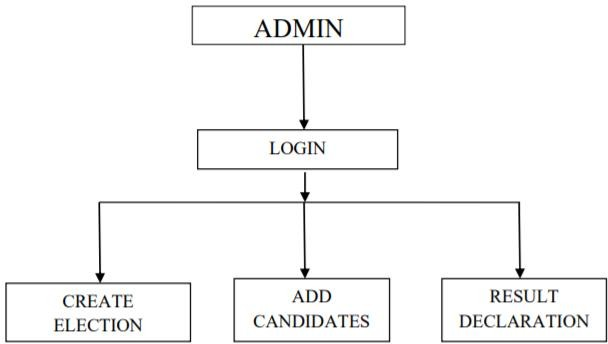 ADMIN
LOGIN
CREATE
ELECTION
ADD
CANDIDATES
RESULT
DECLARATION